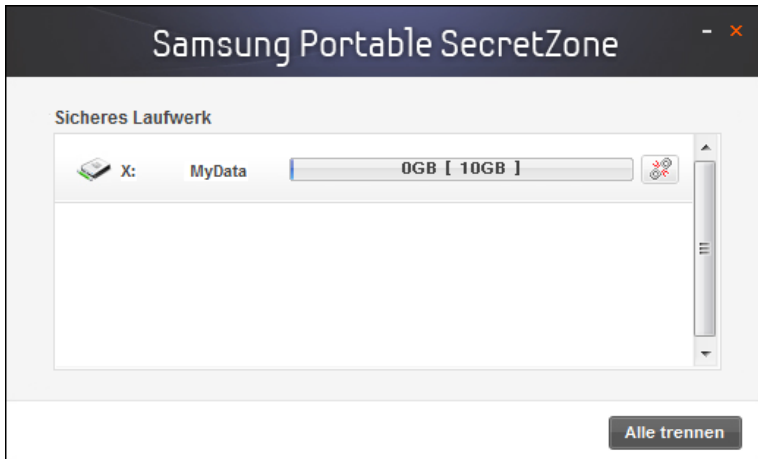 Samsung Portable SecretZone
Sicheres Laufwerk
X: MyData 0GB [ 10GB ]
Alle trennen